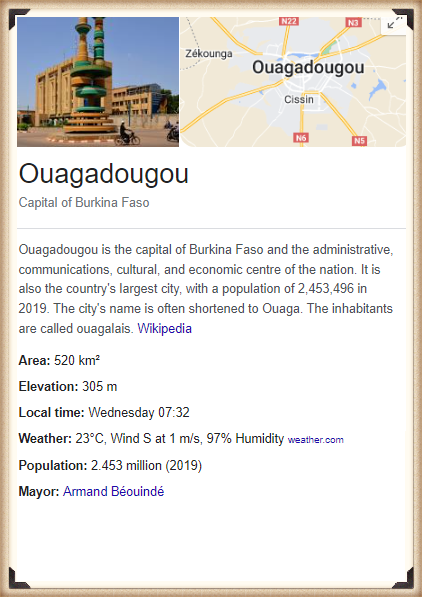 N22
N3
Zékounga
Ouagadougou
Cissin
N6
N5
Ouagadougou
Capital of Burkina Faso
Ouagadougou is the capital of Burkina Faso and the administrative,
communications, cultural, and economic centre of the nation. It is
also the country's largest city, with a population of 2,453,496 in
2019. The city's name is often shortened to Ouaga. The inhabitants
are called ouagalais. Wikipedia
Area: 520 km²
Elevation: 305 m
Local time: Wednesday 07:32
Weather: 23°C, Wind S at 1 m/s, 97% Humidity weather.com
Population: 2.453 million (2019)
Mayor: Armand Béouindé